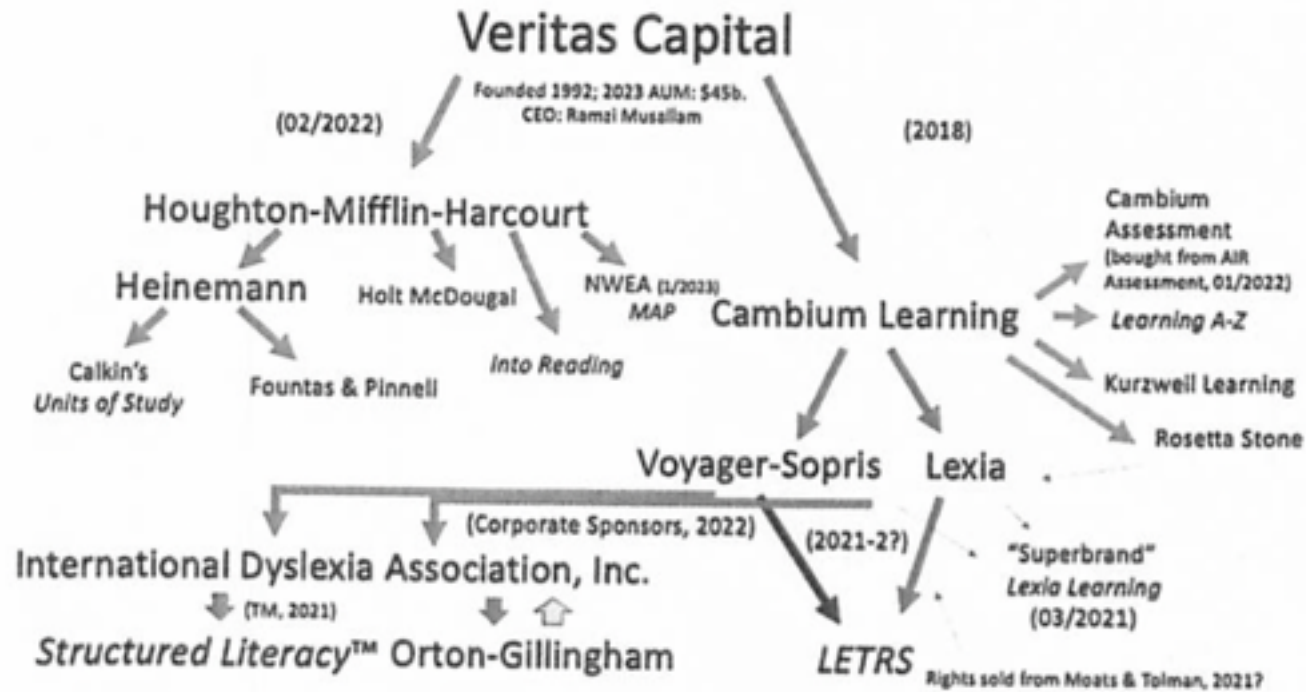 Veritas Capital
Founded 1992; 2023 AUM: $45b.
CEO: Ramzi Musallam
(02/2022)
(2018)
Houghton-Mifflin-Harcourt
Heinemann
Holt McDougal
NWEA (1/2023)
MAP
Into Reading
Calkin's
Units of Study
Fountas & Pinnell
Cambium Learning
Cambium
Assessment
(bought from AIR
Assessment, 01/2022)
Learning A-Z
Kurzweil Learning
Rosetta Stone
Voyager-Sopris
Lexia
(Corporate Sponsors, 2022)
(2021-2?)
"Superbrand"
Lexia Learning
(03/2021)
International Dyslexia Association, Inc.
(TM, 2021)
Structured Literacy™ Orton-Gillingham
LETRS
Rights sold from Moats & Tolman, 2021?